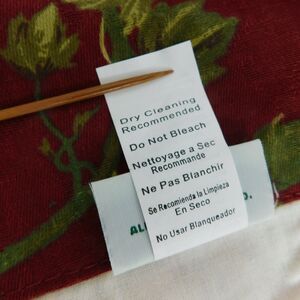 Dry Cleaning
Recommended
Do Not Bleach
Nettoyage a Sec
Recommande
Ne Pas Blanchir
Se Recomienda la Limpieza
En Seco
No Usar Blanqueador